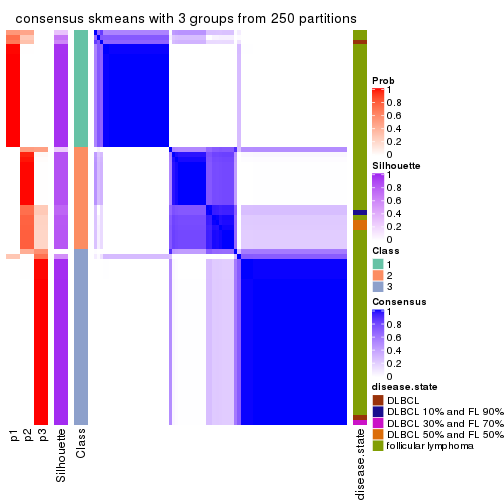 consensus skmeans with 3 groups from 250 partitions
Prob
1
0.8
0.6
0.4
0.2
0
Silhouette
1
0.8
0.6
0.4
0.2
0
Class
1
2
3
Consensus
1
0.8
0.6
0.4
0.2
0
disease.state
DLBCL
DLBCL 10% and FL 90%
DLBCL 30% and FL 70%
DLBCL 50% and FL 50%
follicular lymphoma
p1
p2
p3
Silhouette
Class
disease.state